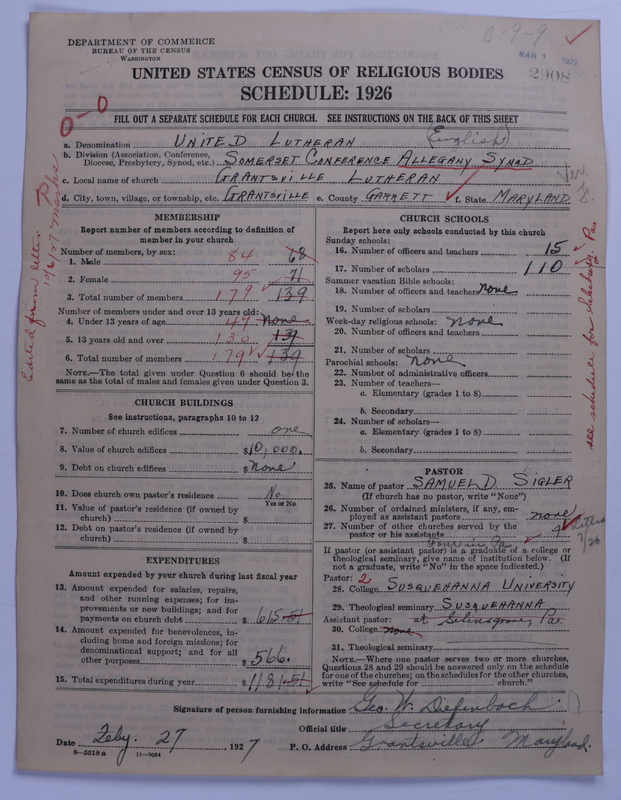 DEPARTMENT OF COMMERCE
BUREAU OF THE CENSUS
WASHINGTON
0-9-9
MAR 7 1927
2908
UNITED STATES CENSUS OF RELIGIOUS BODIES
SCHEDULE: 1926
0-0
FILL OUT A SEPARATE SCHEDULE FOR EACH CHURCH. SEE INSTRUCTIONS ON THE BACK OF THIS SHEET
a. Denomination UNITED LUTHERAN (English)
b. Division (Association, Conference, Diocese, Presbytery, Synod, etc.) SOMERSET CONFERENCE ALLEGANY SYNOD
c. Local name of church GRANTSVILLE LUTHERAN
d. City, town, village, or township, etc. GRANTSVILLE e. County GARRETT f. State MARYLAND
MEMBERSHIP
Report number of members according to definition of
member in your church
Number of members, by sex:
1. Male 84 68
2. Female 95 71
3. Total number of members 179 139
Number of members under and over 13 years old:
4. Under 13 years of age 49 None
5. 13 years old and over 130 139
6. Total number of members 179 139
NOTE.—The total given under Question 6 should be the
same as the total of males and females given under Question 3.
CHURCH BUILDINGS
See instructions, paragraphs 10 to 12
7. Number of church edifices one
8. Value of church edifices $10,000.
9. Debt on church edifices $None
10. Does church own pastor's residence No
Yes or No
11. Value of pastor's residence (if owned by
church) $
12. Debt on pastor's residence (if owned by
church) $
EXPENDITURES
Amount expended by your church during last fiscal year
13. Amount expended for salaries, repairs,
and other running expenses; for im-
provements or new buildings; and for
payments on church debt $ 615.51
14. Amount expended for benevolences, in-
cluding home and foreign missions; for
denominational support; and for all
other purposes $ 566.
15. Total expenditures during year $ 1181.51
CHURCH SCHOOLS
Report here only schools conducted by this church
Sunday schools:
16. Number of officers and teachers 15
17. Number of scholars 110
Summer vacation Bible schools:
18. Number of officers and teachers none
19. Number of scholars
Week-day religious schools: none
20. Number of officers and teachers
21. Number of scholars
Parochial schools: none
22. Number of administrative officers
23. Number of teachers—
a. Elementary (grades 1 to 8)
b. Secondary
24. Number of scholars—
a. Elementary (grades 1 to 8)
b. Secondary
PASTOR
25. Name of pastor SAMUEL D. SIGLER
(If church has no pastor, write "None")
26. Number of ordained ministers, if any, em-
ployed as assistant pastors none
27. Number of other churches served by the
pastor or his assistants 4
Four in Pa
If pastor (or assistant pastor) is a graduate of a college or
theological seminary, give name of institution below. (If
not a graduate, write "No" in the space indicated.)
Pastor: 2
28. College SUSQUEHANNA UNIVERSITY
29. Theological seminary SUSQUEHANNA
Assistant pastor: at Selinsgrove, Pa.
30. College none
31. Theological seminary
NOTE.—Where one pastor serves two or more churches,
Questions 28 and 29 should be answered only on the schedule
for one of the churches; on the schedules for the other churches,
write "See schedule for church."
Signature of person furnishing information Geo. W. Diefenbach
Official title Secretary
Date Feby. 27 1927 P. O. Address Grantsville Maryland.
8-5318a 11-9094
see schedule for Salisbury, Pa